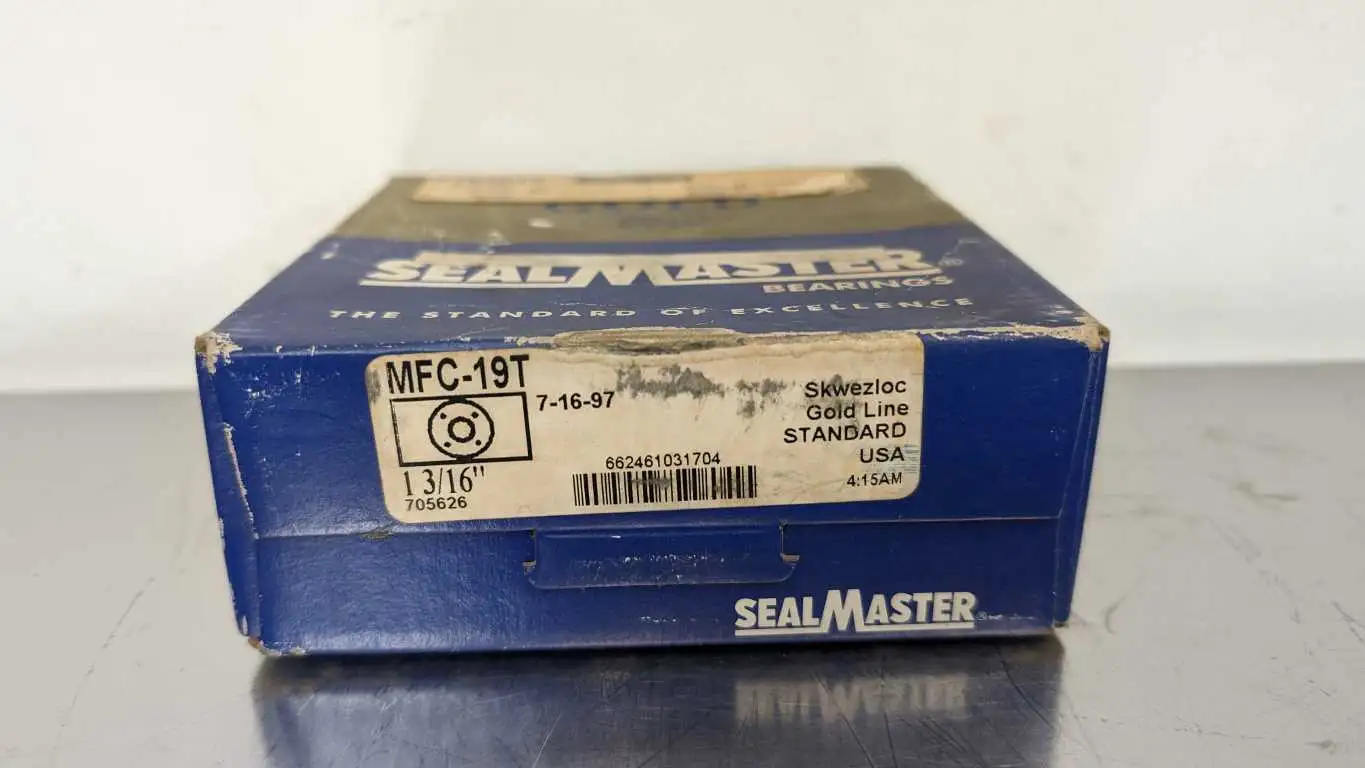 SEALMASTER®
BEARINGS
THE STANDARD OF EXCELLENCE
MFC-19T
7-16-97
1 3/16"
705626
662461031704
Skwezloc
Gold Line
STANDARD
USA
4:15AM
SEALMASTER®